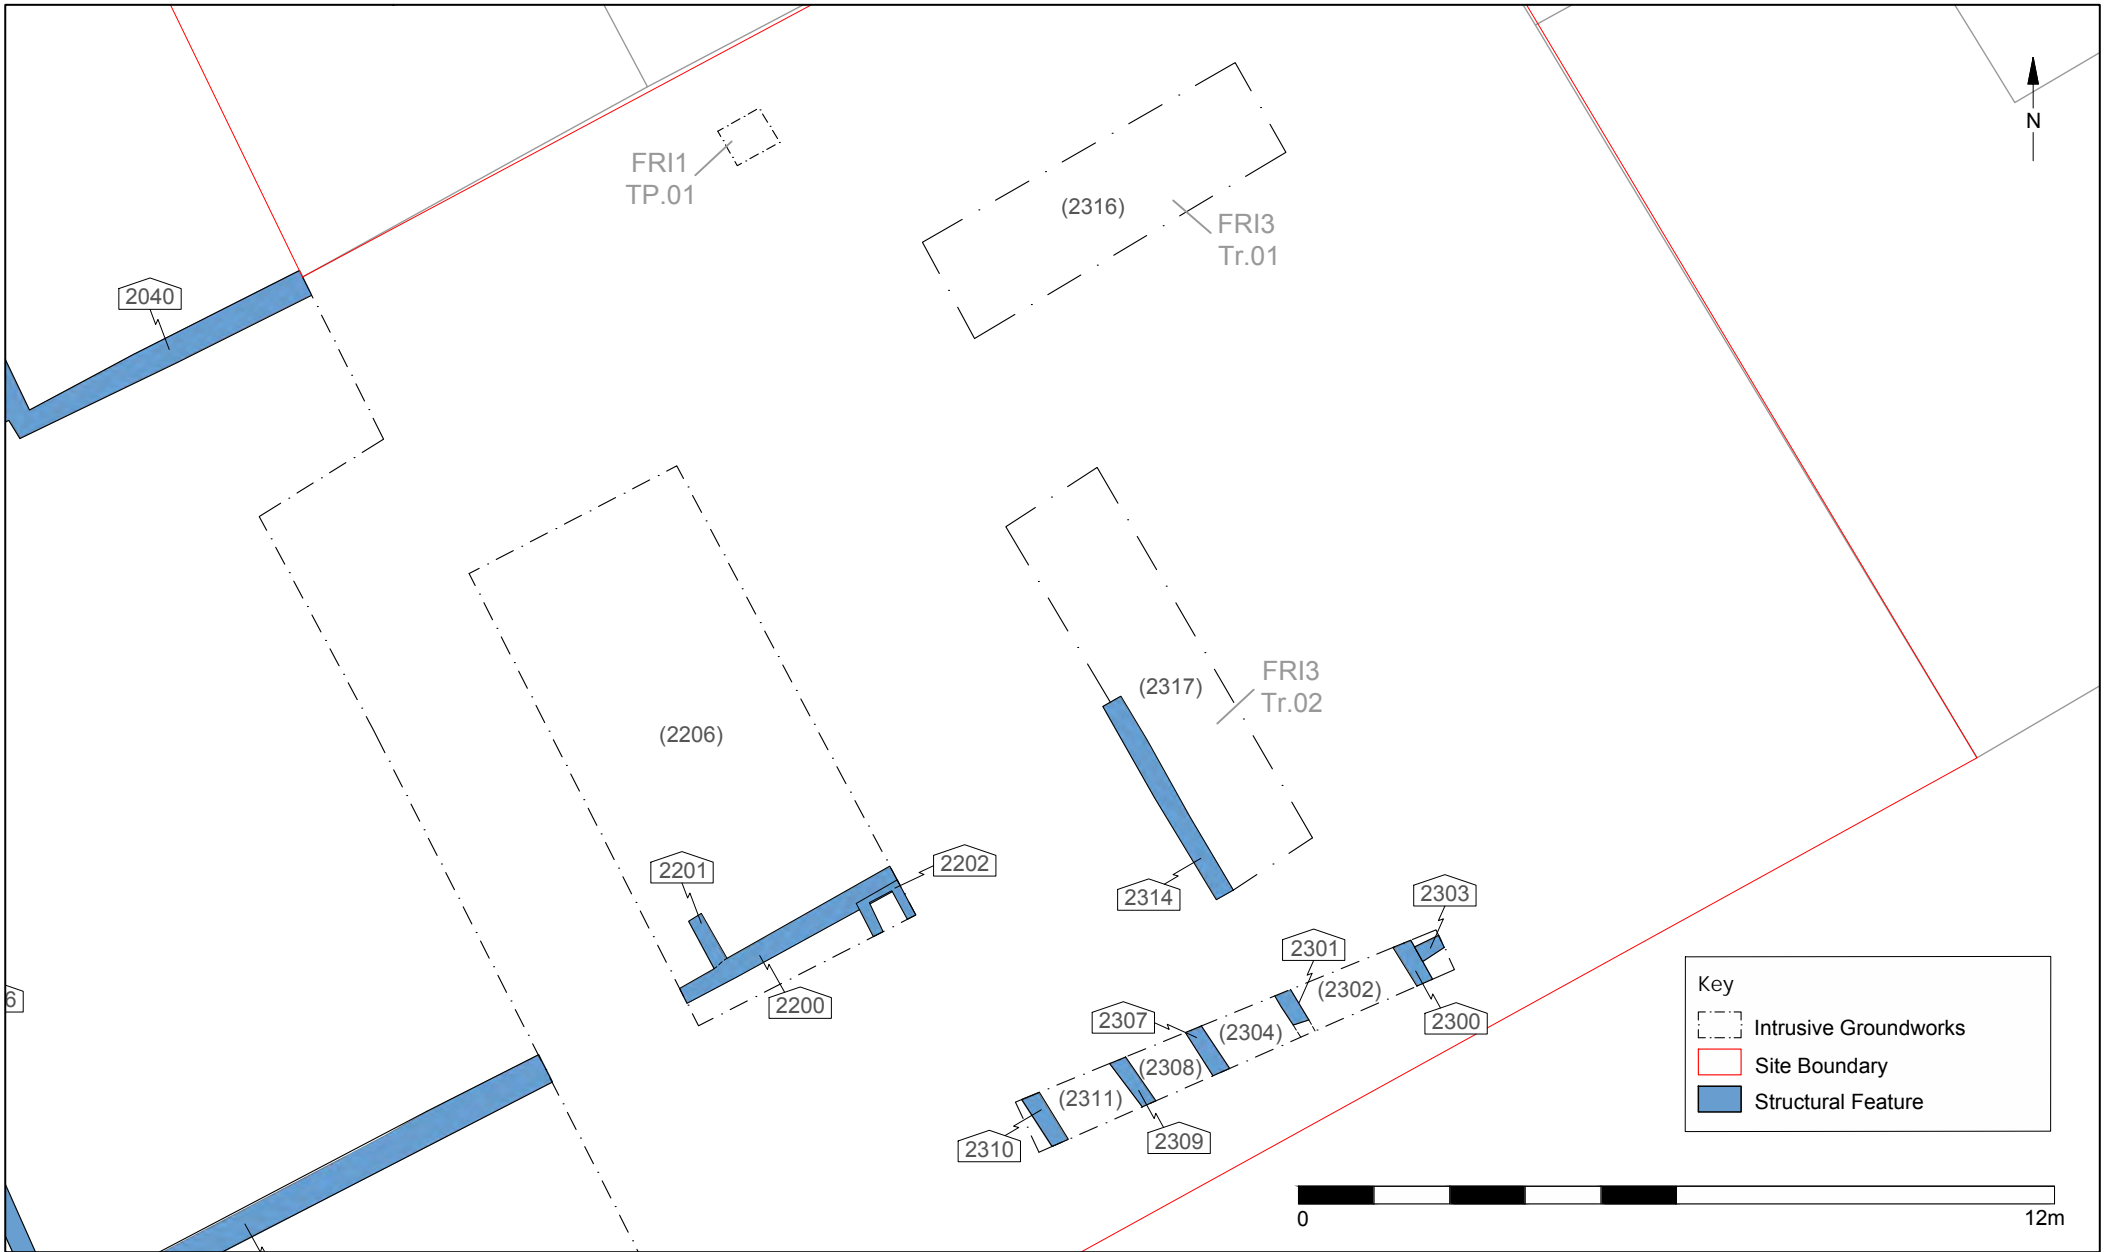 N
FRI1
TP.01
(2316)
FRI3
Tr.01
2040
(2317)
FRI3
Tr.02
(2206)
2201
2202
2314
2303
2301
(2302)
2200
2307
(2304)
2300
(2308)
(2311)
2310
2309
6
Key
Intrusive Groundworks
Site Boundary
Structural Feature
0
12m